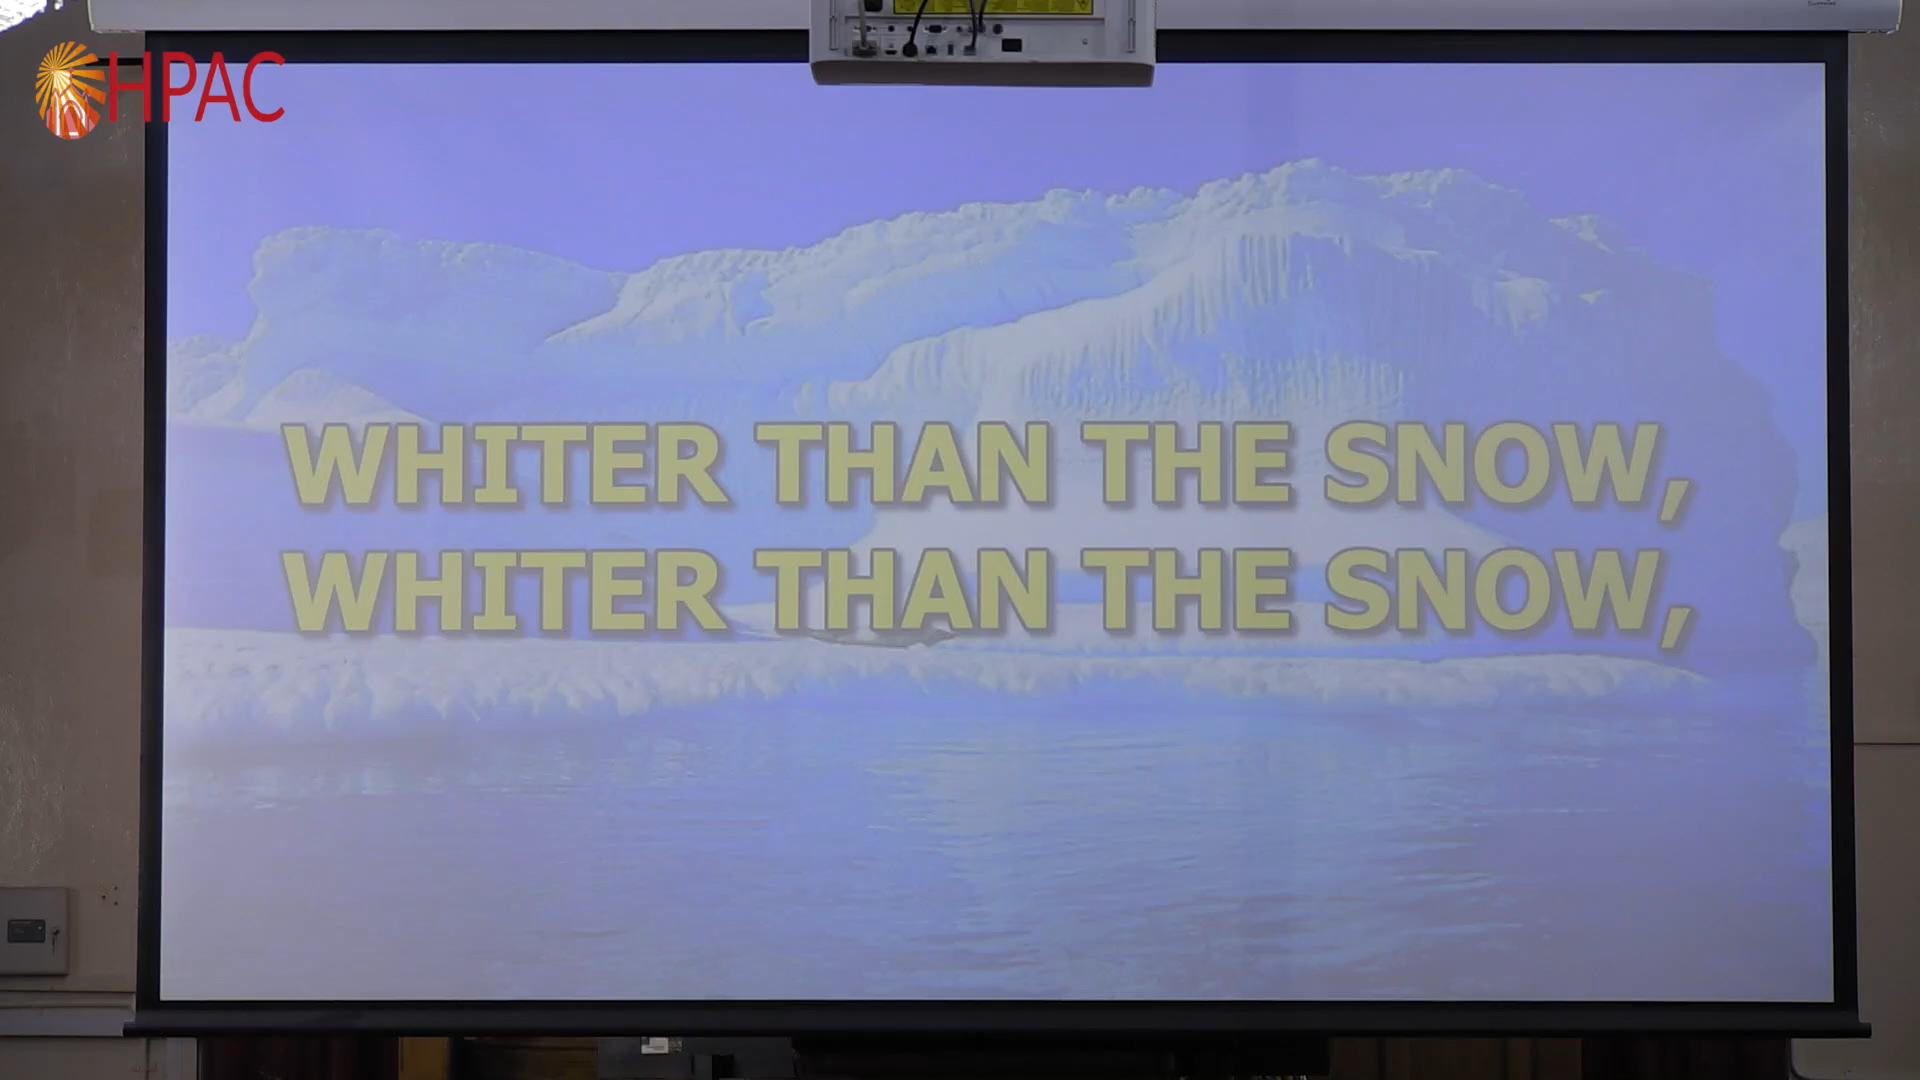 HPAC
WHITER THAN THE SNOW,
WHITER THAN THE SNOW,